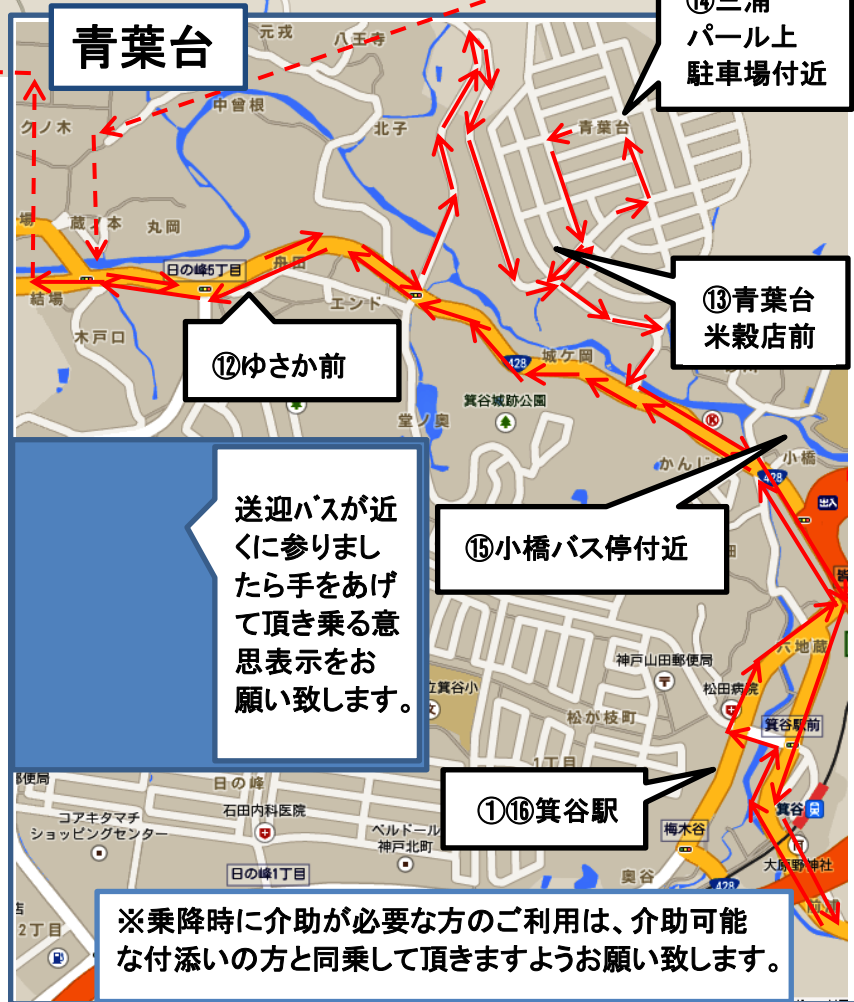 ⑭三浦
パール上
駐車場付近
青葉台
元戎
八王寺
中曽根
クノ木
北子
青葉台
蔵ノ本
丸岡
場
日の峰5丁目
舟田
結場
エンド
木戸口
⑫ゆさか前
⑬青葉台
米穀店前
城ケ岡
428
箕谷城跡公園
堂ノ奥
小橋
428
出入
⑮小橋バス停付近
送迎バスが近
くに参りまし
たら手をあげ
て頂き乗る意
思表示をお
願い致します。
六地蔵
神戸山田郵便局
松田病院
立箕谷小
松が枝町
箕谷駅前
1丁目
郵便局
日の峰
①⑯箕谷駅
箕谷
コアキタマチ
ショッピングセンター
石田内科医院
ベルドール
神戸北町
梅木谷
大原野神社
日の峰1丁目
奥谷
428
店
2丁目
※乗降時に介助が必要な方のご利用は、介助可能
な付添いの方と同乗して頂きますようお願い致します。